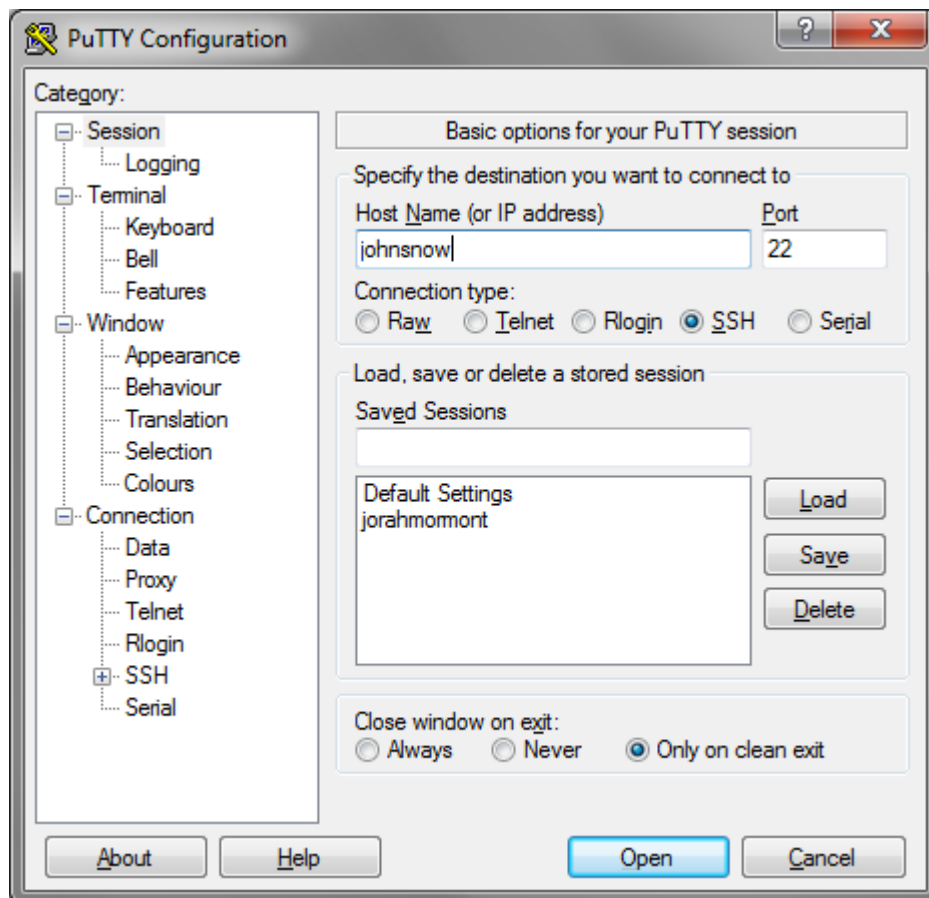 PuTTY Configuration
?
X
Category:
Session
Logging
Terminal
Keyboard
Bell
Features
Window
Appearance
Behaviour
Translation
Selection
Colours
Connection
Data
Proxy
Telnet
Rlogin
SSH
Serial
Basic options for your PuTTY session
Specify the destination you want to connect to
Host Name (or IP address) Port
johnsnow 22
Connection type:
Raw Telnet Rlogin SSH Serial
Load, save or delete a stored session
Saved Sessions
Default Settings
jorahmormont
Load
Save
Delete
Close window on exit:
Always Never Only on clean exit
About Help Open Cancel